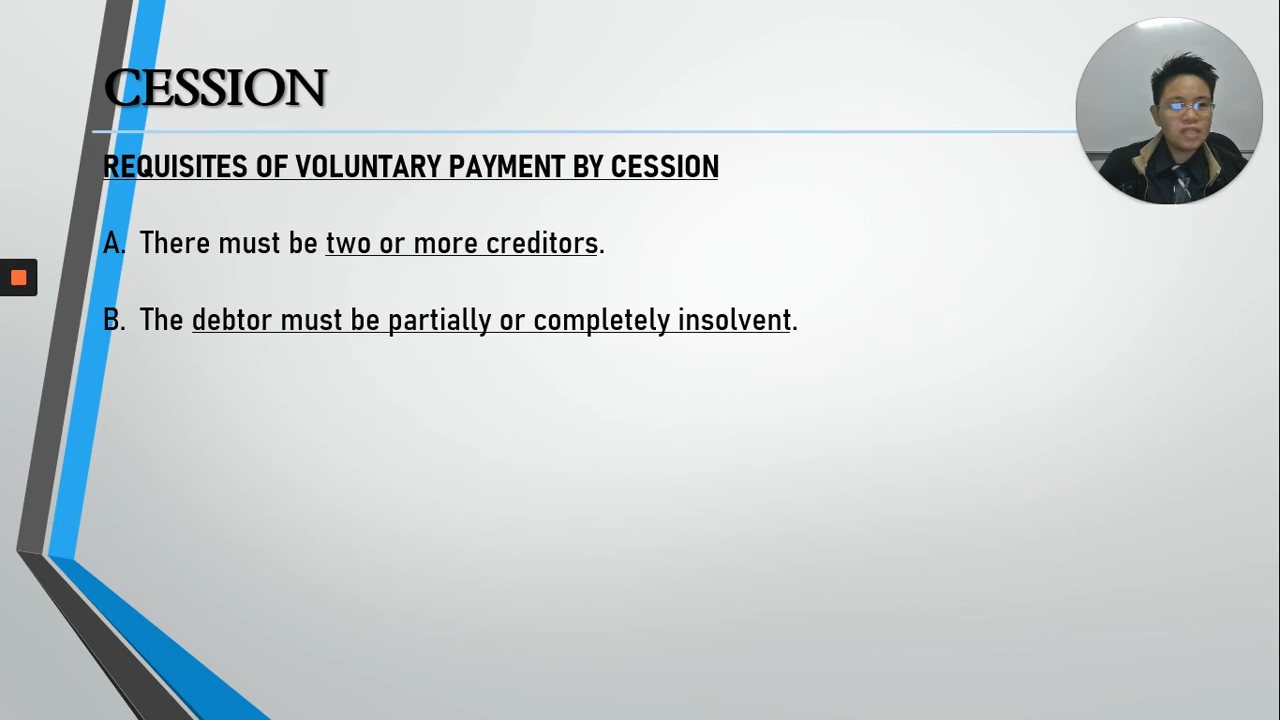 CESSION
REQUISITES OF VOLUNTARY PAYMENT BY CESSION
A. There must be two or more creditors.
B. The debtor must be partially or completely insolvent.